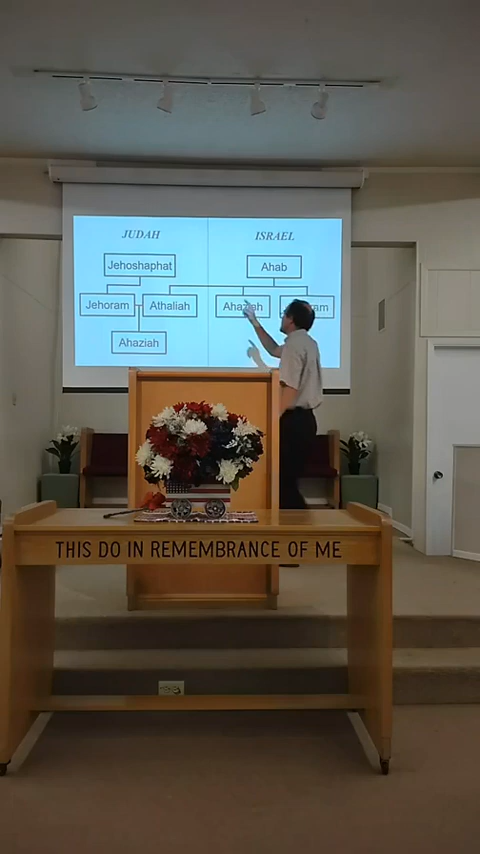 JUDAH
ISRAEL
Jehoshaphat
Ahab
Jehoram
Athaliah
Ahaziah
THIS DO IN REMEMBRANCE OF ME